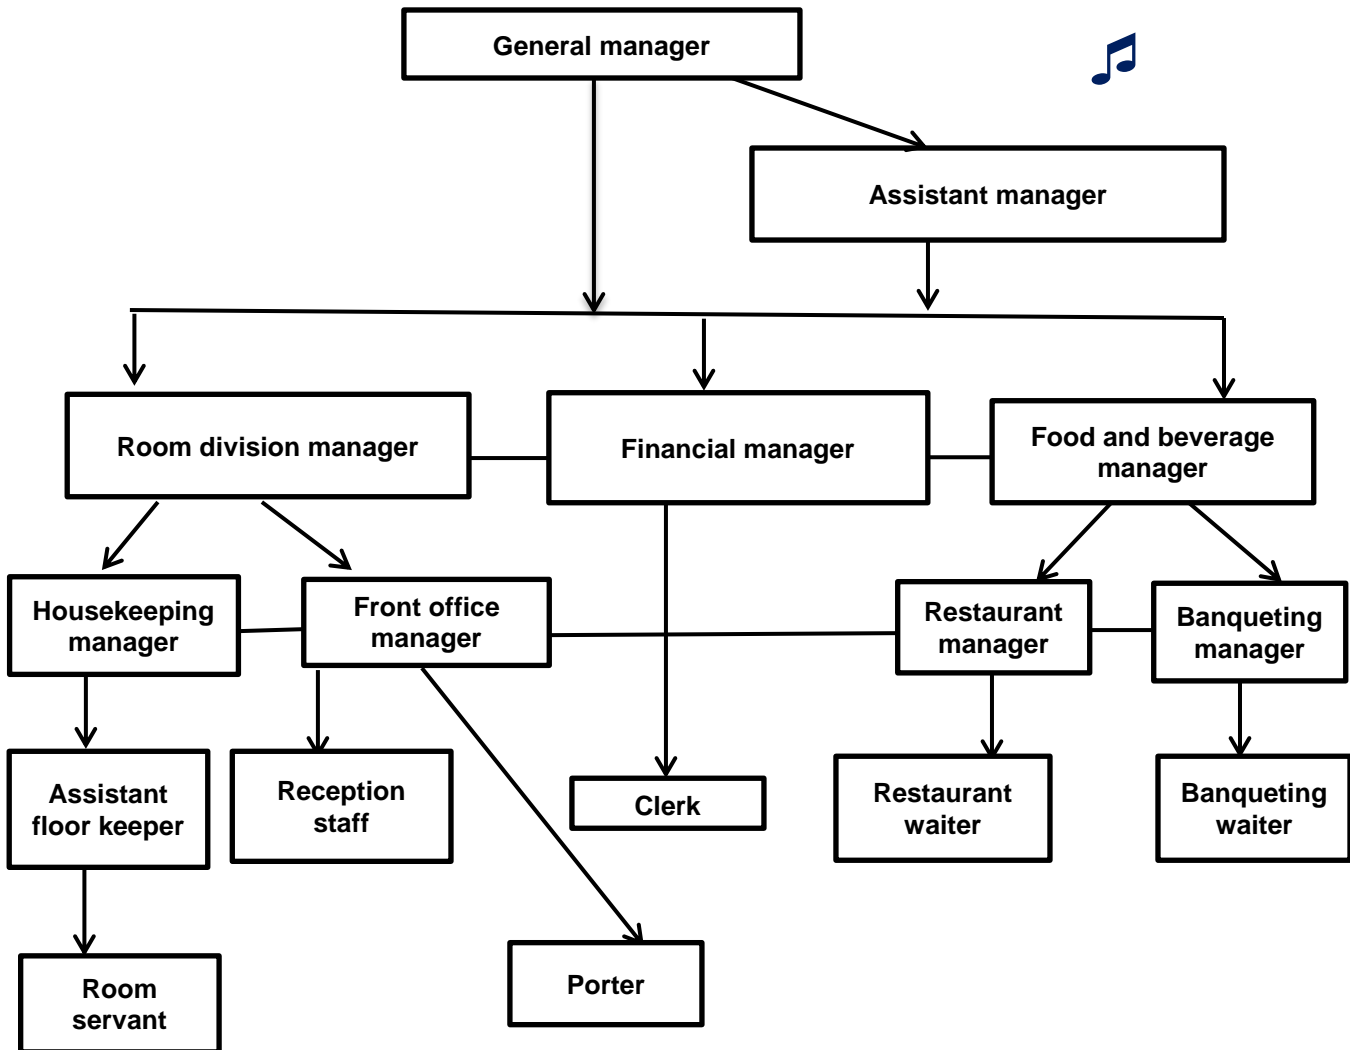 General manager
Assistant manager
Room division manager
Financial manager
Food and beverage
manager
Housekeeping
manager
Front office
manager
Restaurant
manager
Banqueting
manager
Assistant
floor keeper
Reception
staff
Clerk
Restaurant
waiter
Banqueting
waiter
Room
servant
Porter